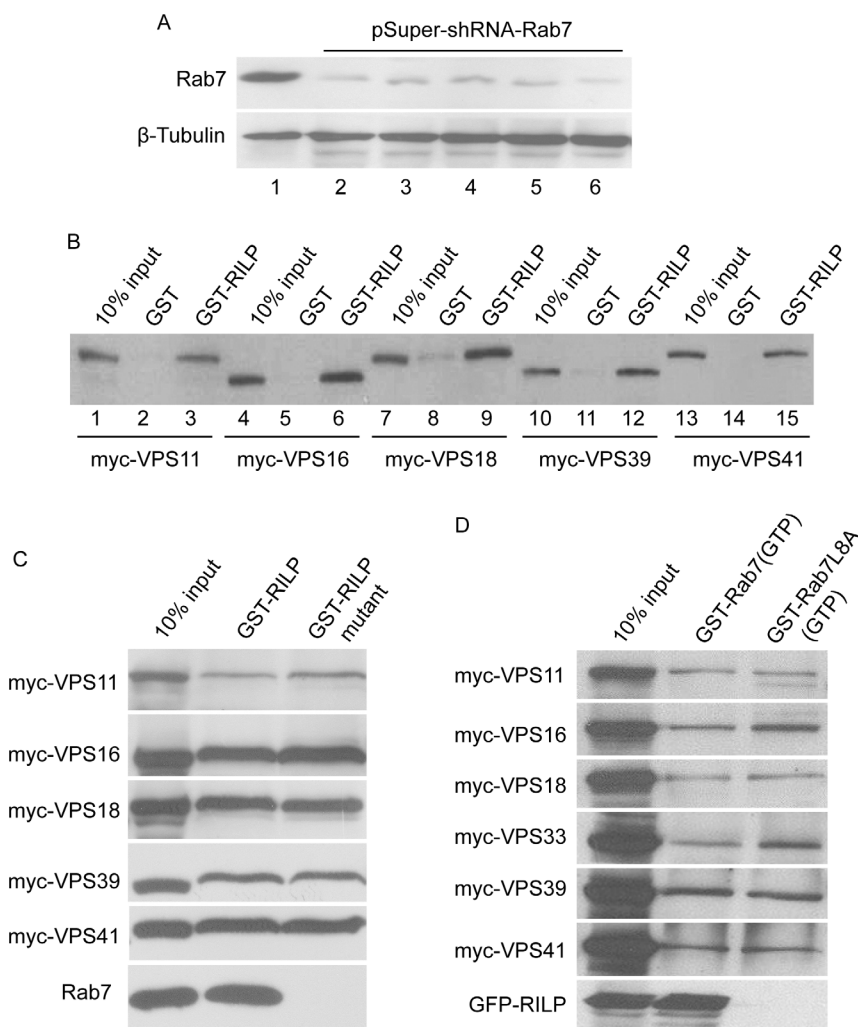 A
pSuper-shRNA-Rab7
Rab7
β-Tubulin
1 2 3 4 5 6
B
10% input GST GST-RILP 10% input GST GST-RILP 10% input GST GST-RILP 10% input GST GST-RILP 10% input GST GST-RILP
1 2 3 4 5 6 7 8 9 10 11 12 13 14 15
myc-VPS11 myc-VPS16 myc-VPS18 myc-VPS39 myc-VPS41
C
10% input GST-RILP GST-RILP mutant
myc-VPS11
myc-VPS16
myc-VPS18
myc-VPS39
myc-VPS41
Rab7
D
10% input GST-Rab7(GTP) GST-Rab7L8A (GTP)
myc-VPS11
myc-VPS16
myc-VPS18
myc-VPS33
myc-VPS39
myc-VPS41
GFP-RILP